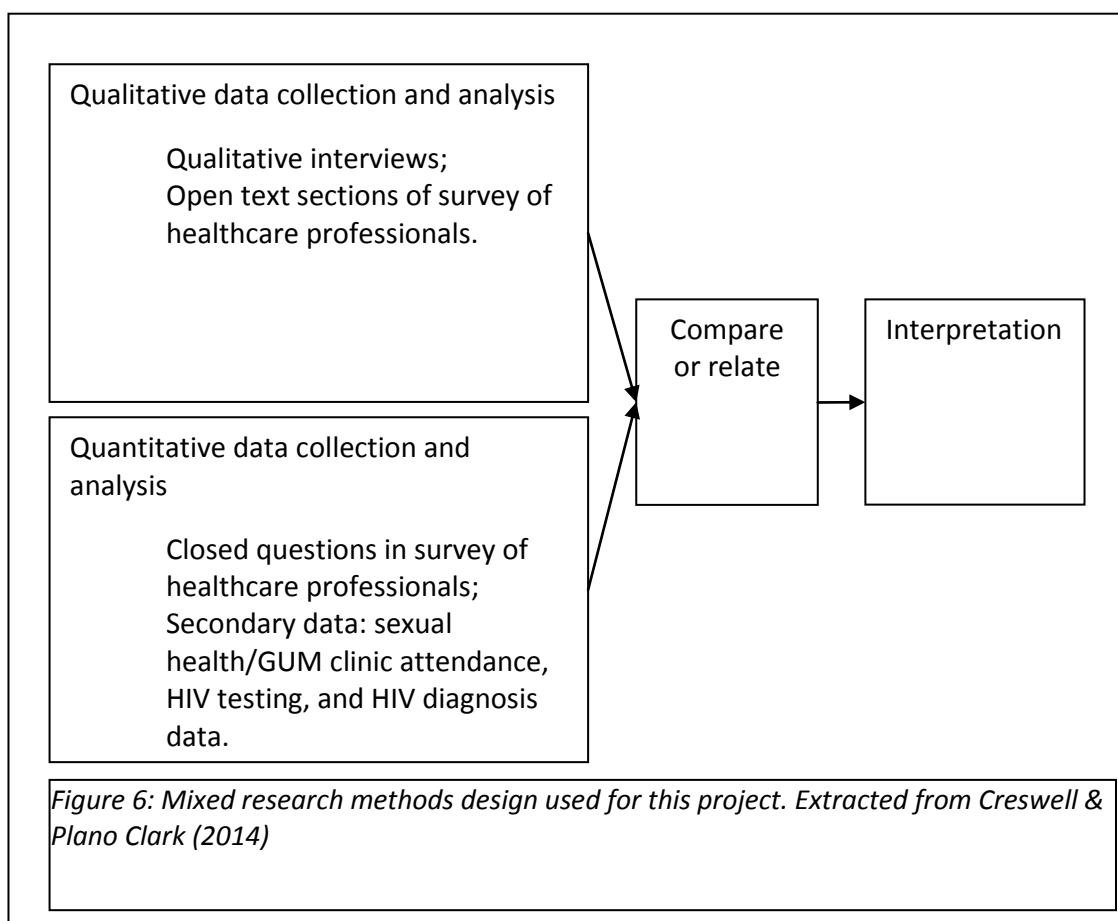 Qualitative data collection and analysis
Qualitative interviews;
Open text sections of survey of
healthcare professionals.
Compare
or relate
Interpretation
Quantitative data collection and
analysis
Closed questions in survey of
healthcare professionals;
Secondary data: sexual
health/GUM clinic attendance,
HIV testing, and HIV diagnosis
data.
Figure 6: Mixed research methods design used for this project. Extracted from Creswell &
Plano Clark (2014)